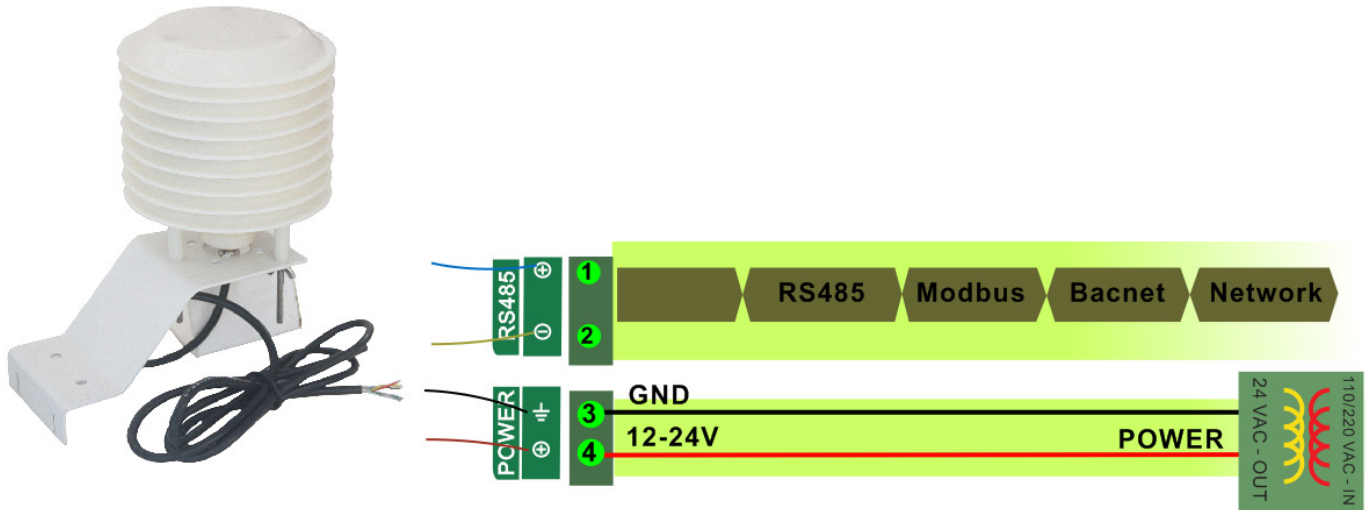 RS485
1
2
RS485 Modbus Bacnet Network
POWER
3
4
GND
12-24V
POWER
24 VAC - OUT
110/220 VAC - IN